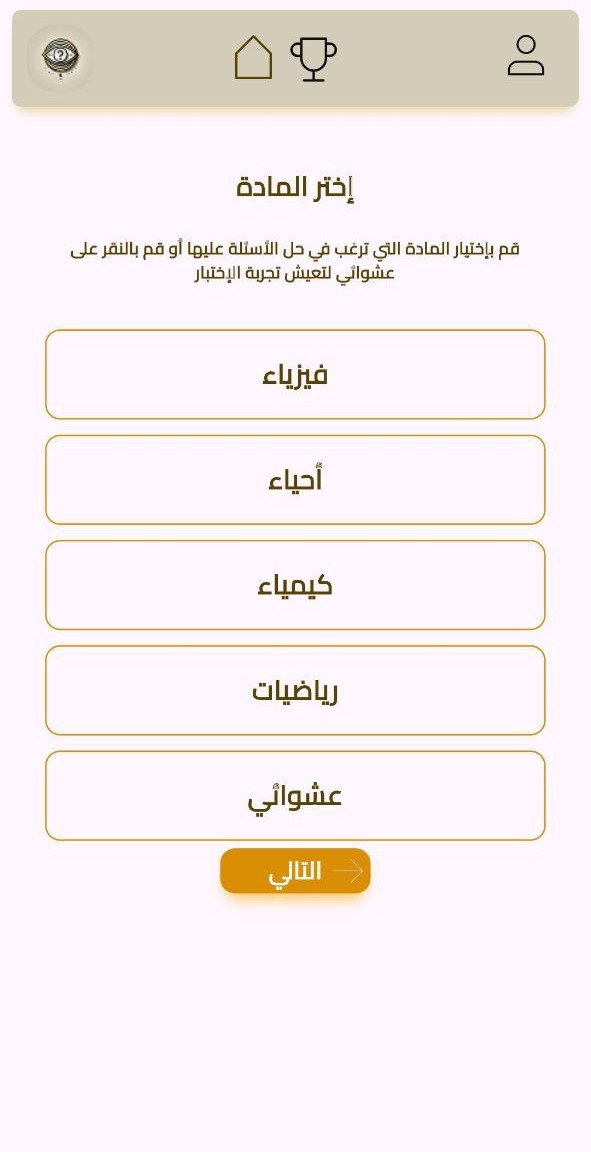 إختر المادة
قم بإختيار المادة التي ترغب في حل الأسئلة عليها أو قم بالنقر على
عشوائي لتعيش تجربة الإختبار
فيزياء
أحياء
كيمياء
رياضيات
عشوائي
التالي